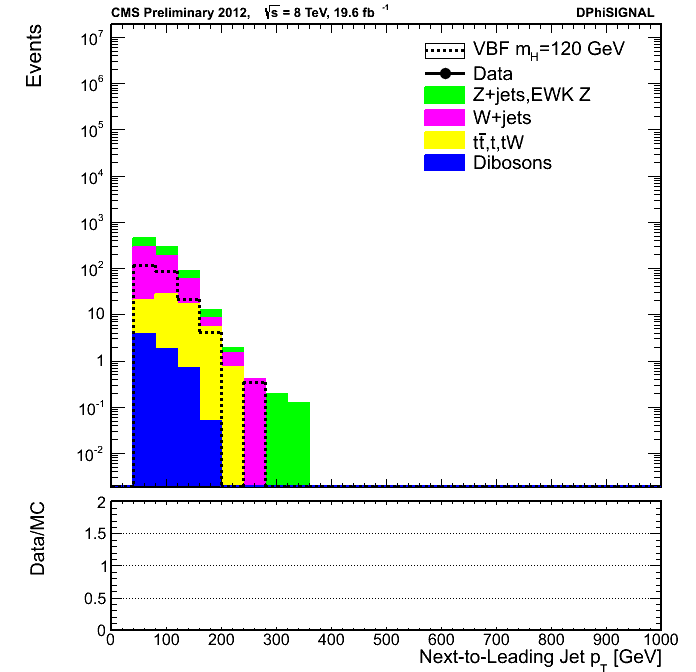 CMS Preliminary 2012, √s = 8 TeV, 19.6 fb⁻¹ DPhiSIGNAL
Events
10⁷
10⁶
10⁵
10⁴
10³
10²
10
1
10⁻¹
10⁻²
VBF m_H=120 GeV
Data
Z+jets,EWK Z
W+jets
tt̄,t,tW
Dibosons
Data/MC
2
1.5
1
0.5
0
0 100 200 300 400 500 600 700 800 900 1000
Next-to-Leading Jet p_T [GeV]